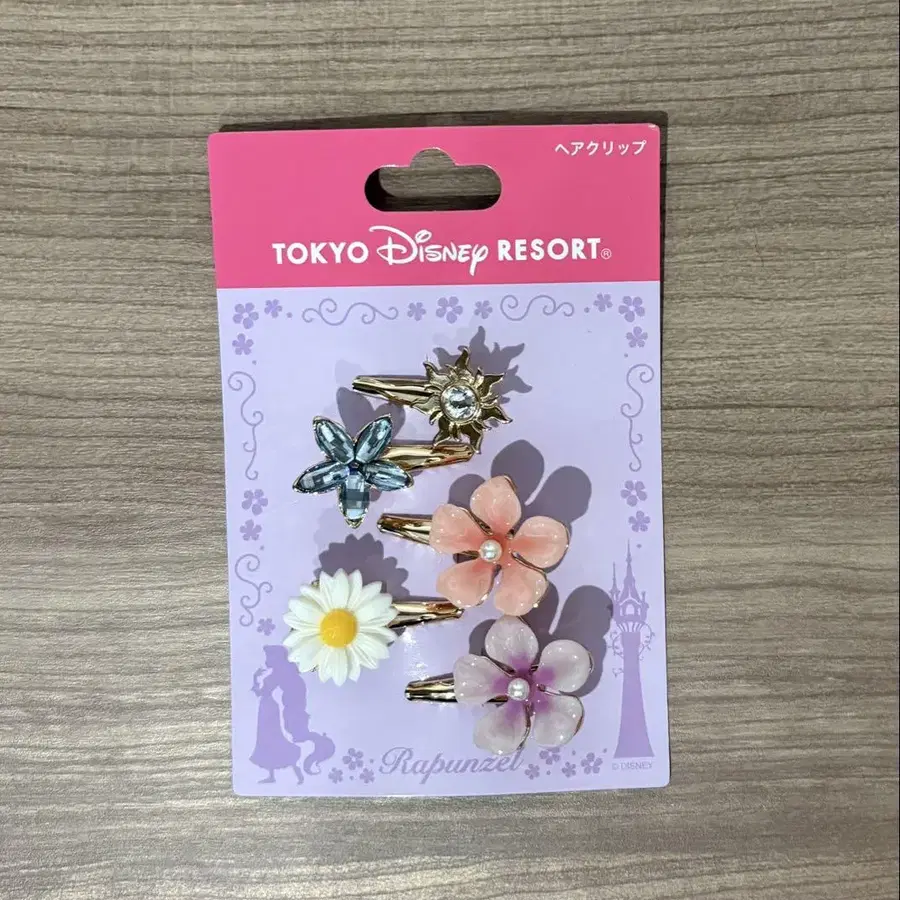 ヘアクリップ
TOKYO Disney RESORT®
Rapunzel
© DISNEY